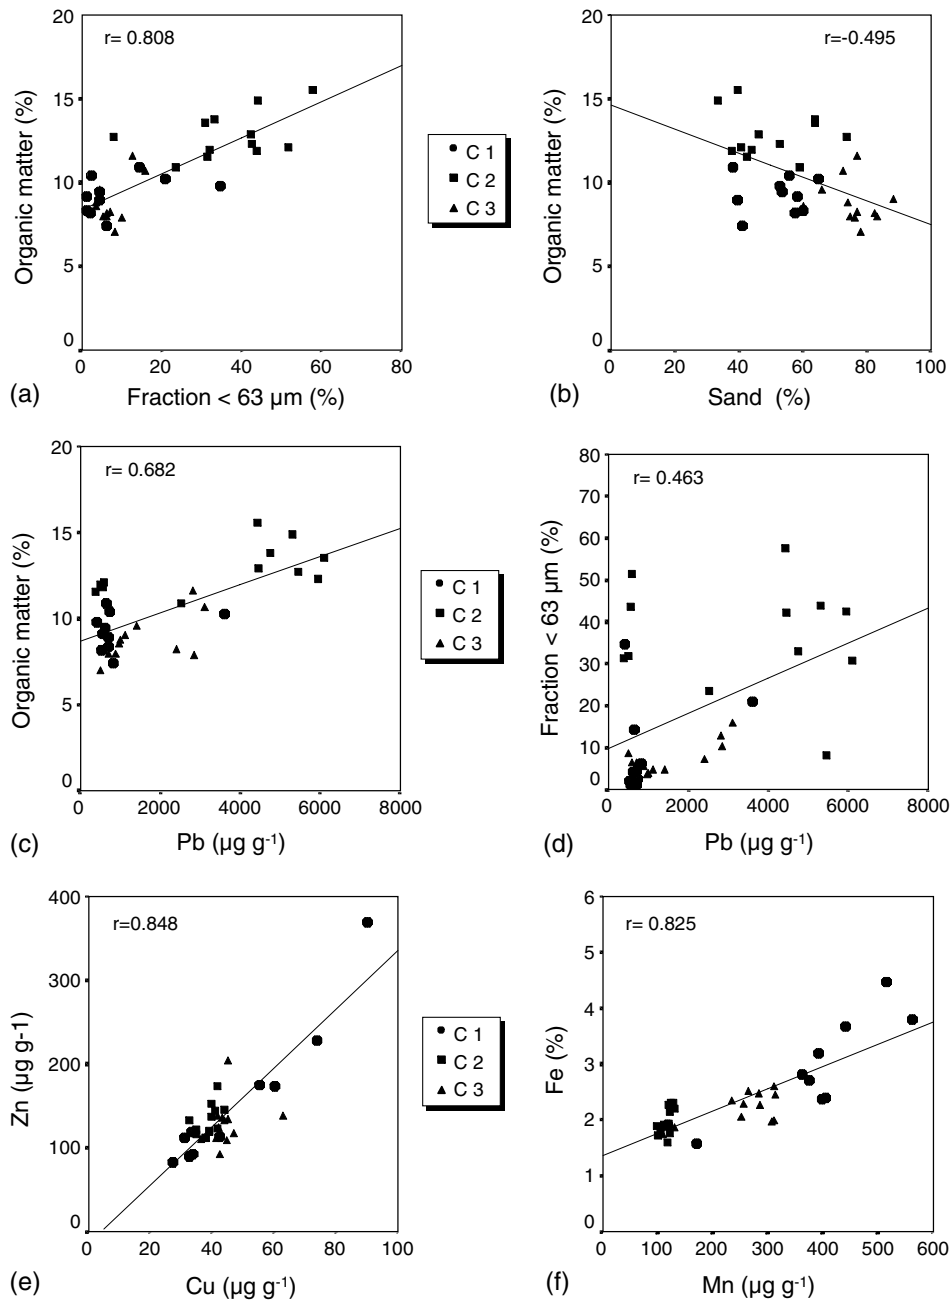 20
15
10
5
0
r= 0.808
Organic matter (%)
0 20 40 60 80
(a) Fraction < 63 µm (%)
C 1
C 2
C 3
20
15
10
5
0
r=-0.495
Organic matter (%)
0 20 40 60 80 100
(b) Sand (%)
20
15
10
5
0
r= 0.682
Organic matter (%)
0 2000 4000 6000 8000
(c) Pb (µg g-1)
C 1
C 2
C 3
80
70
60
50
40
30
20
10
0
r= 0.463
Fraction < 63 µm (%)
0 2000 4000 6000 8000
(d) Pb (µg g-1)
400
300
200
100
0
r=0.848
Zn (µg g-1)
0 20 40 60 80 100
(e) Cu (µg g-1)
C 1
C 2
C 3
6
5
4
3
2
1
0
r= 0.825
Fe (%)
0 100 200 300 400 500 600
(f) Mn (µg g-1)